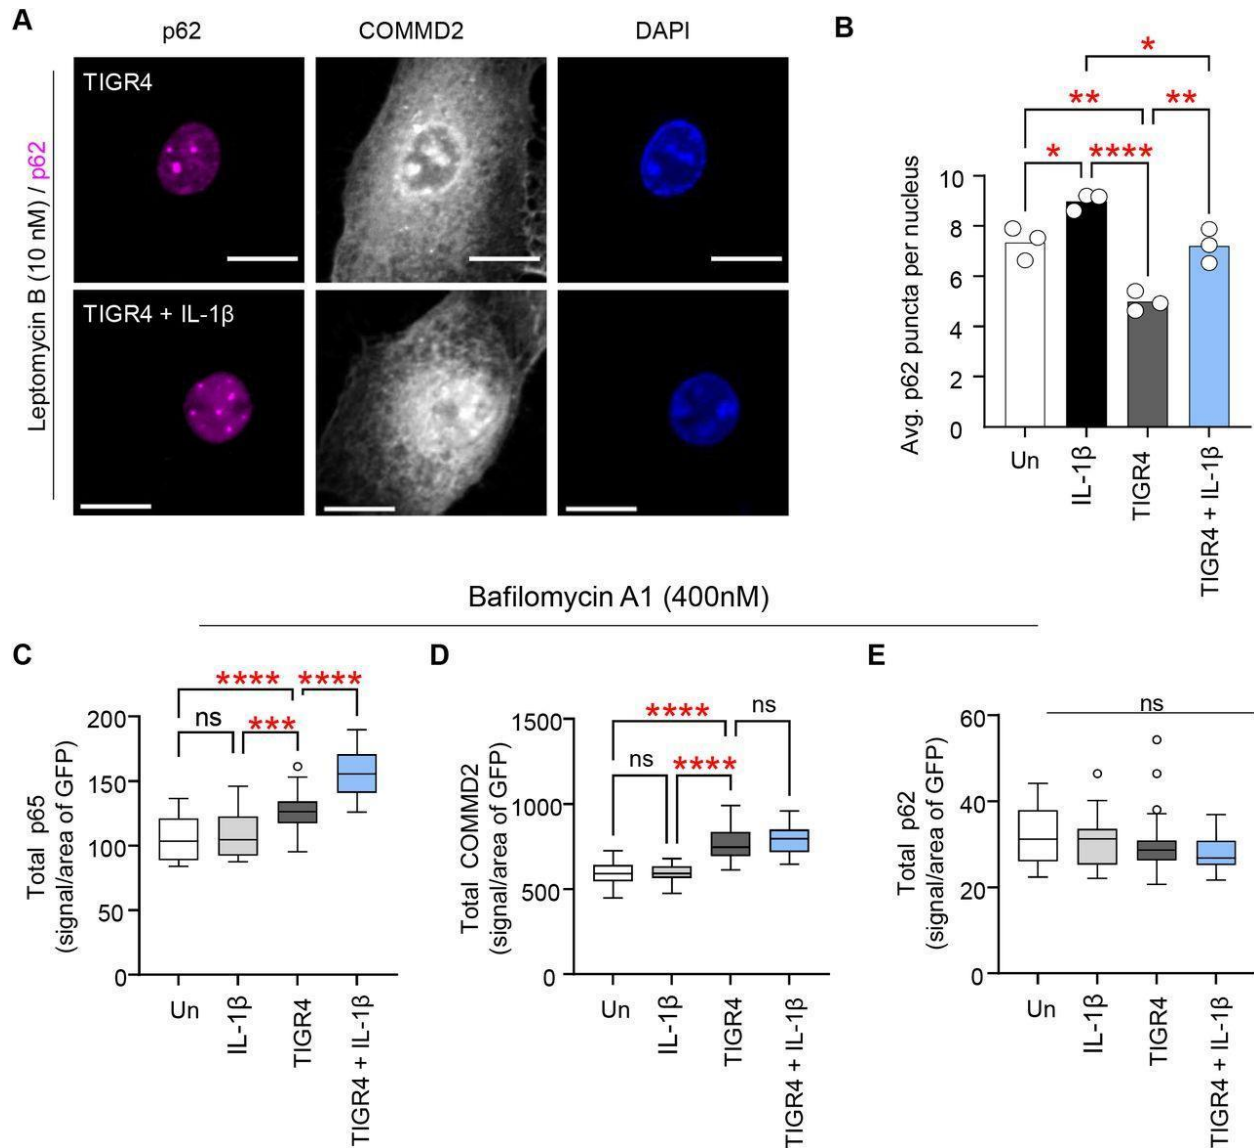 A
p62
COMMD2
DAPI
Leptomycin B (10 nM) / p62
TIGR4
TIGR4 + IL-1β
B
*
** **
* ****
Avg. p62 puncta per nucleus
10
8
6
4
2
0
Un
IL-1β
TIGR4
TIGR4 + IL-1β
Bafilomycin A1 (400nM)
C
**** ****
ns ***
Total p65
(signal/area of GFP)
200
150
100
50
0
Un
IL-1β
TIGR4
TIGR4 + IL-1β
D
**** ns
ns ****
Total COMMD2
(signal/area of GFP)
1500
1000
500
0
Un
IL-1β
TIGR4
TIGR4 + IL-1β
E
ns
Total p62
(signal/area of GFP)
60
40
20
0
Un
IL-1β
TIGR4
TIGR4 + IL-1β